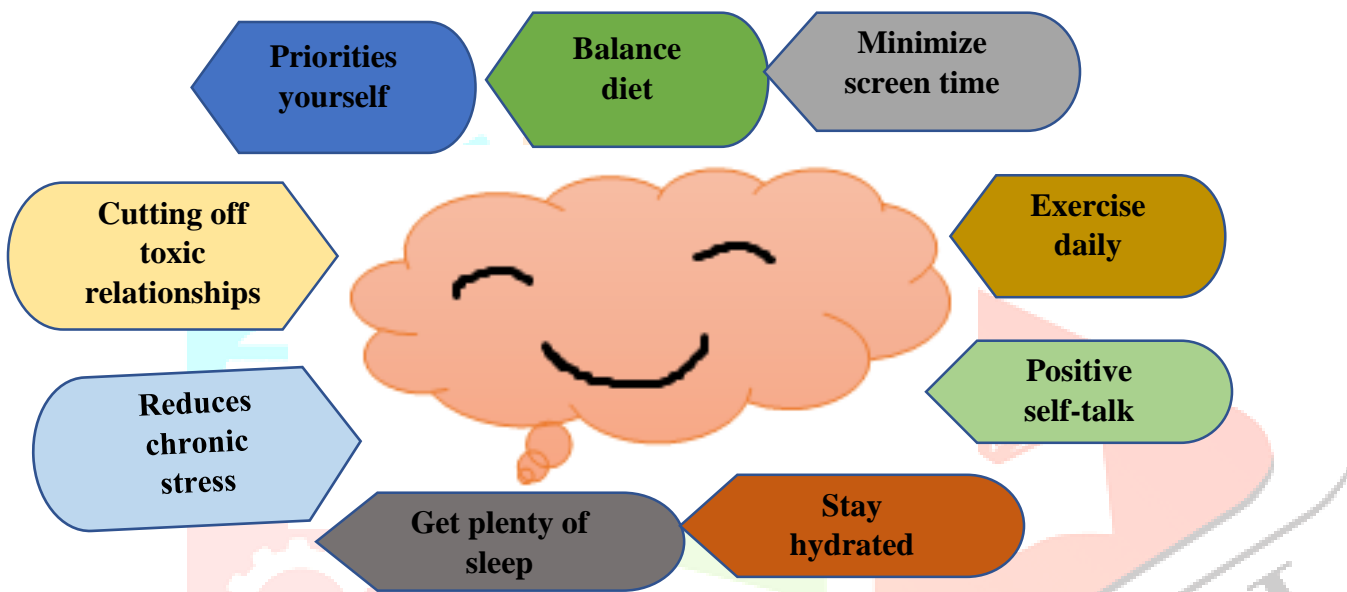 Priorities
yourself
Balance
diet
Minimize
screen time
Cutting off
toxic
relationships
Exercise
daily
Reduces
chronic
stress
Positive
self-talk
Get plenty of
sleep
Stay
hydrated